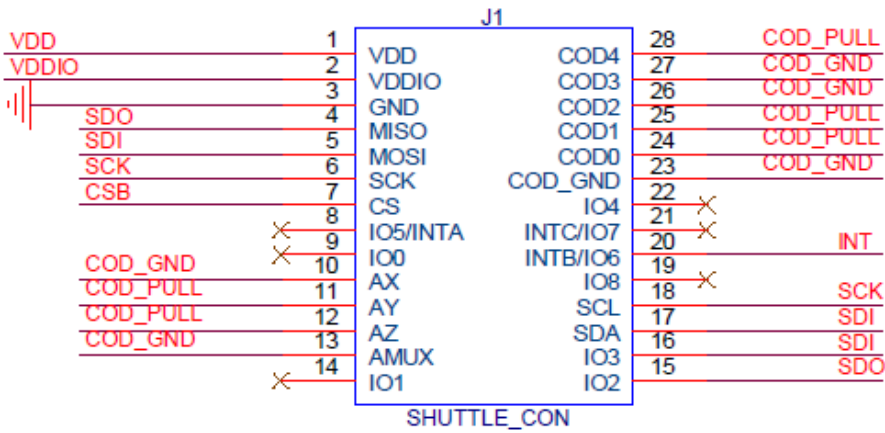 J1
VDD 1 VDD COD4 28 COD_PULL
VDDIO 2 VDDIO COD3 27 COD_GND
3 GND COD2 26 COD_GND
SDO 4 MISO COD1 25 COD_PULL
SDI 5 MOSI COD0 24 COD_PULL
SCK 6 SCK COD_GND 23 COD_GND
CSB 7 CS IO4 22
8 IO5/INTA INTC/IO7 21
9 IO0 INTB/IO6 20 INT
COD_GND 10 AX IO8 19
COD_PULL 11 AY SCL 18 SCK
COD_PULL 12 AZ SDA 17 SDI
COD_GND 13 AMUX IO3 16 SDI
14 IO1 IO2 15 SDO
SHUTTLE_CON